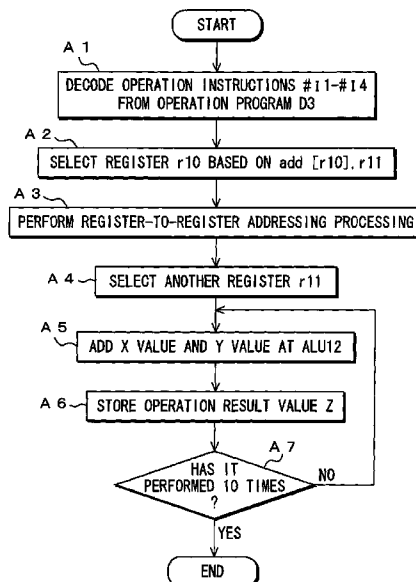 START
A 1
DECODE OPERATION INSTRUCTIONS #I1-#I4
FROM OPERATION PROGRAM D3
A 2
SELECT REGISTER r10 BASED ON add [r10],r11
A 3
PERFORM REGISTER-TO-REGISTER ADDRESSING PROCESSING
A 4
SELECT ANOTHER REGISTER r11
A 5
ADD X VALUE AND Y VALUE AT ALU12
A 6
STORE OPERATION RESULT VALUE Z
A 7
HAS IT
PERFORMED 10 TIMES
?
NO
YES
END